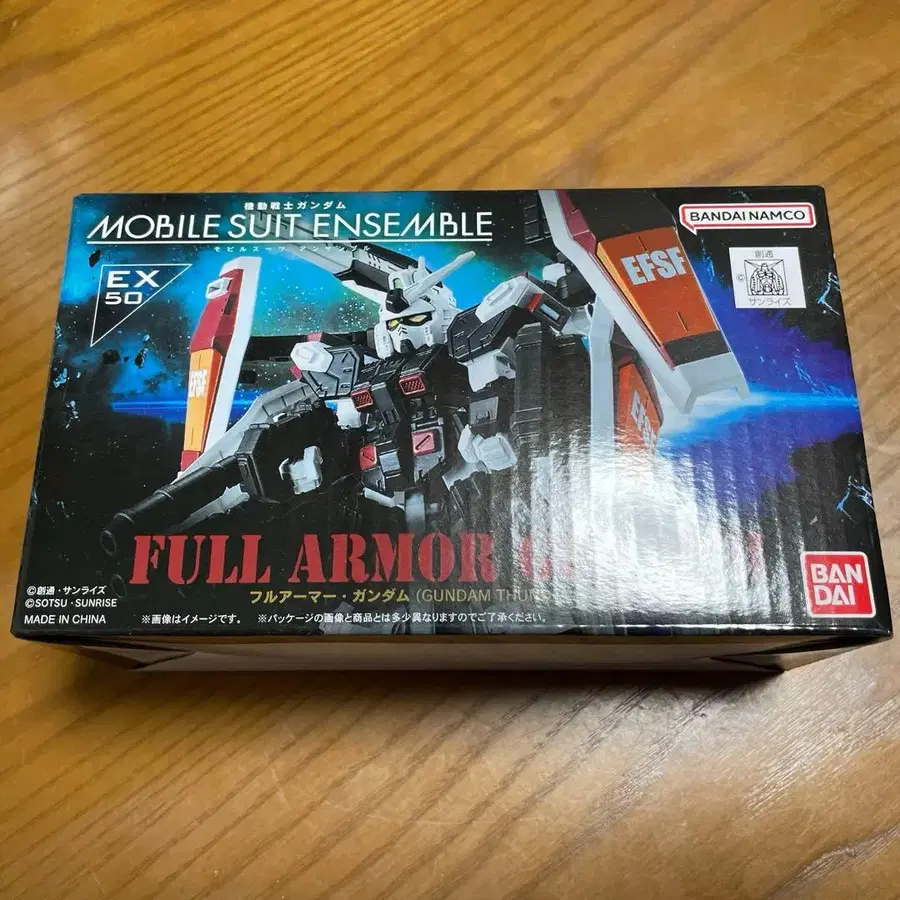 機動戦士ガンダム
MOBILE SUIT ENSEMBLE
モビルスーツ アンサンブル
EX
50
BANDAI NAMCO
EFSF
創通
©
サンライズ
EFSF
EFSF
FULL ARMOR
フルアーマー・ガンダム (GUNDAM
©創通・サンライズ
©SOTSU・SUNRISE
MADE IN CHINA
※画像はイメージです。 ※パッケージの画像と商品とは多少異なりますのでご了承ください。
BAN
DAI